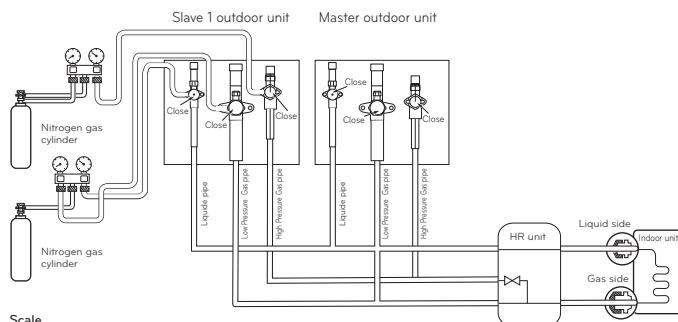 Slave 1 outdoor unit
Master outdoor unit
Close
Close
Close
Close
Close
Close
Nitrogen gas
cylinder
Nitrogen gas
cylinder
Liquide pipe
Low Pressure Gas pipe
High Pressure Gas pipe
Liquide pipe
Low Pressure Gas pipe
High Pressure Gas pipe
HR unit
Liquid side
Indoor unit
Gas side
Scale